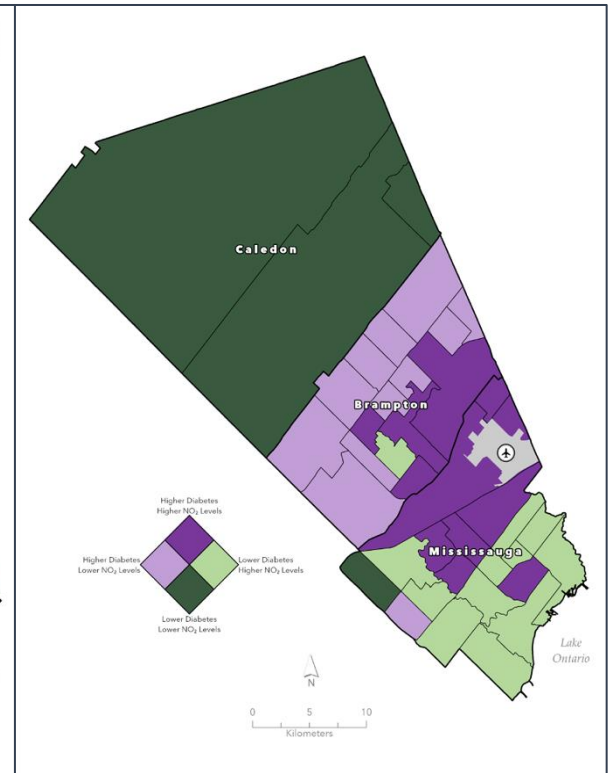 Caledon
Brampton
Mississauga
Higher Diabetes
Higher NO₂ Levels
Higher Diabetes
Lower NO₂ Levels
Lower Diabetes
Higher NO₂ Levels
Lower Diabetes
Lower NO₂ Levels
Lake
Ontario
N
0 5 10
Kilometers